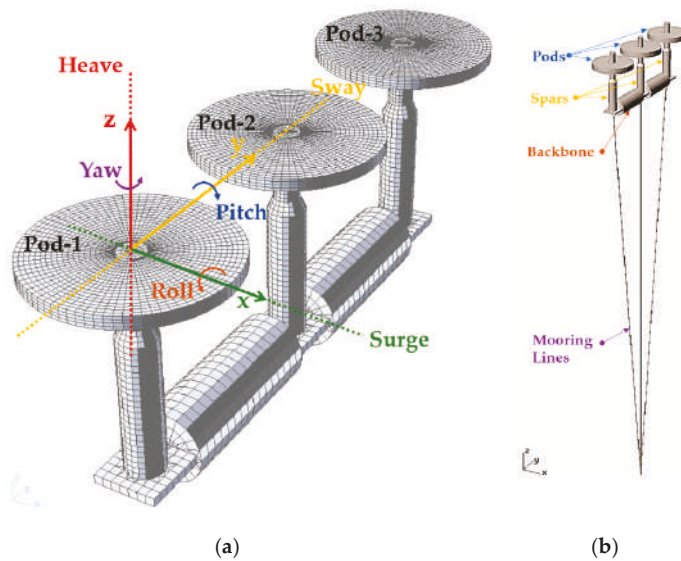 Pod-3
Heave
Sway
Pod-2
z
y
Yaw
Pitch
Pod-1
Roll
x
Surge
(a)
Pods
Spars
Backbone
Mooring
Lines
z
y
x
(b)